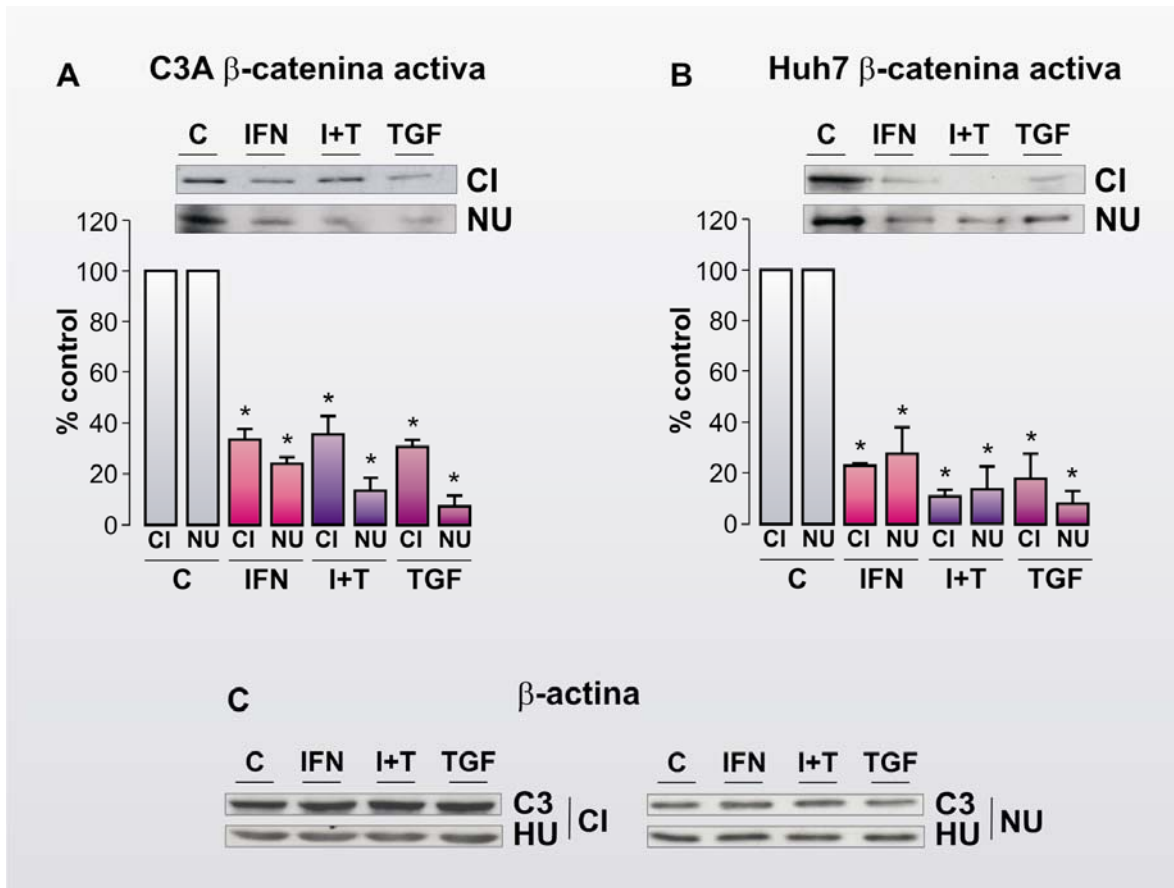 A
C3A β-catenina activa
C IFN I+T TGF
CI
NU
120
100
80
60
40
20
0
% control
* * * * * *
CI NU CI NU CI NU CI NU
C IFN I+T TGF
B
Huh7 β-catenina activa
C IFN I+T TGF
CI
NU
120
100
80
60
40
20
0
% control
* * * * * *
CI NU CI NU CI NU CI NU
C IFN I+T TGF
C
β-actina
C IFN I+T TGF
C3
HU
CI
C IFN I+T TGF
C3
HU
NU